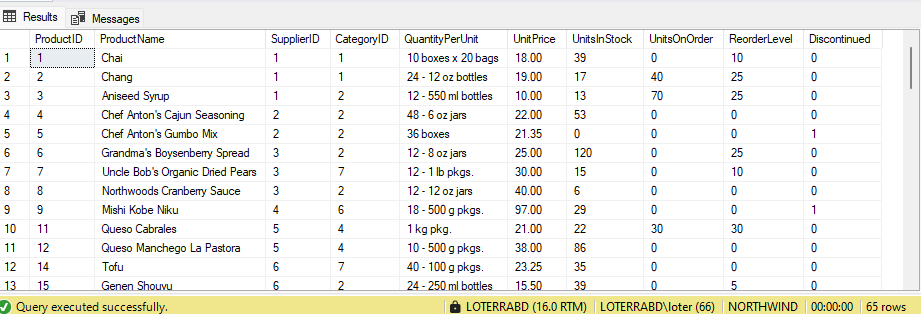 Results Messages
ProductID ProductName SupplierID CategoryID QuantityPerUnit UnitPrice UnitsInStock UnitsOnOrder ReorderLevel Discontinued
1 1 Chai 1 1 10 boxes x 20 bags 18.00 39 0 10 0
2 2 Chang 1 1 24 - 12 oz bottles 19.00 17 40 25 0
3 3 Aniseed Syrup 1 2 12 - 550 ml bottles 10.00 13 70 25 0
4 4 Chef Anton's Cajun Seasoning 2 2 48 - 6 oz jars 22.00 53 0 0 0
5 5 Chef Anton's Gumbo Mix 2 2 36 boxes 21.35 0 0 0 1
6 6 Grandma's Boysenberry Spread 3 2 12 - 8 oz jars 25.00 120 0 25 0
7 7 Uncle Bob's Organic Dried Pears 3 7 12 - 1 lb pkgs. 30.00 15 0 10 0
8 8 Northwoods Cranberry Sauce 3 2 12 - 12 oz jars 40.00 6 0 0 0
9 9 Mishi Kobe Niku 4 6 18 - 500 g pkgs. 97.00 29 0 0 1
10 11 Queso Cabrales 5 4 1 kg pkg. 21.00 22 30 30 0
11 12 Queso Manchego La Pastora 5 4 10 - 500 g pkgs. 38.00 86 0 0 0
12 14 Tofu 6 7 40 - 100 g pkgs. 23.25 35 0 0 0
13 15 Genen Shouyu 6 2 24 - 250 ml bottles 15.50 39 0 5 0
Query executed successfully. LOTERRABD (16.0 RTM) LOTERRABD\loter (66) NORTHWIND 00:00:00 65 rows